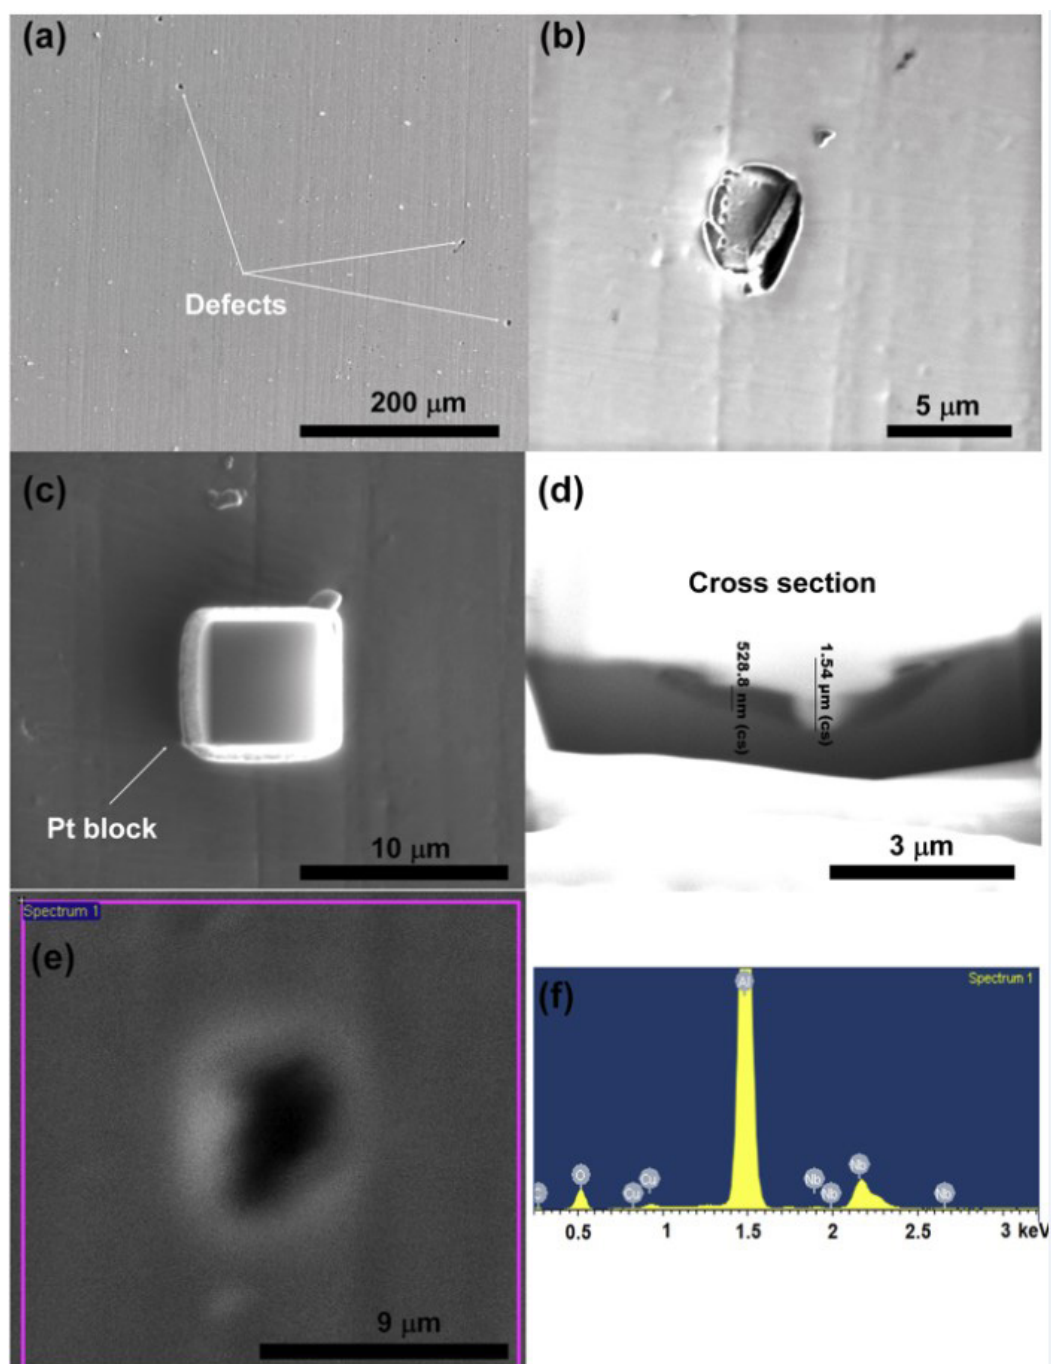 (a)
Defects
200 μm
(b)
5 μm
(c)
Pt block
10 μm
(d)
Cross section
528.8 nm (cs)
1.54 μm (cs)
3 μm
Spectrum 1
(e)
9 μm
(f)
Spectrum 1
Al
O
Cu
Cu
Nb
Nb
Nb
Nb
0.5 1 1.5 2 2.5 3 keV